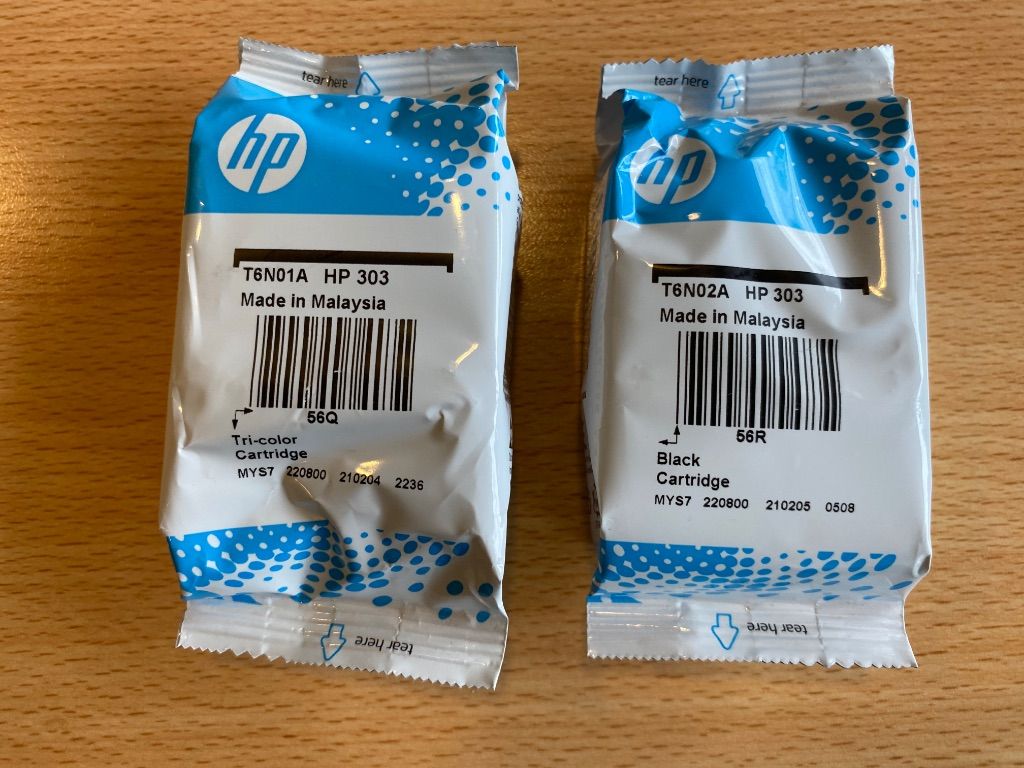 tear here
hp
T6N01A HP 303
Made in Malaysia
56Q
Tri-color
Cartridge
MYS7 220800 210204 2236
tear here
tear here
hp
T6N02A HP 303
Made in Malaysia
56R
Black
Cartridge
MYS7 220800 210205 0508
tear here